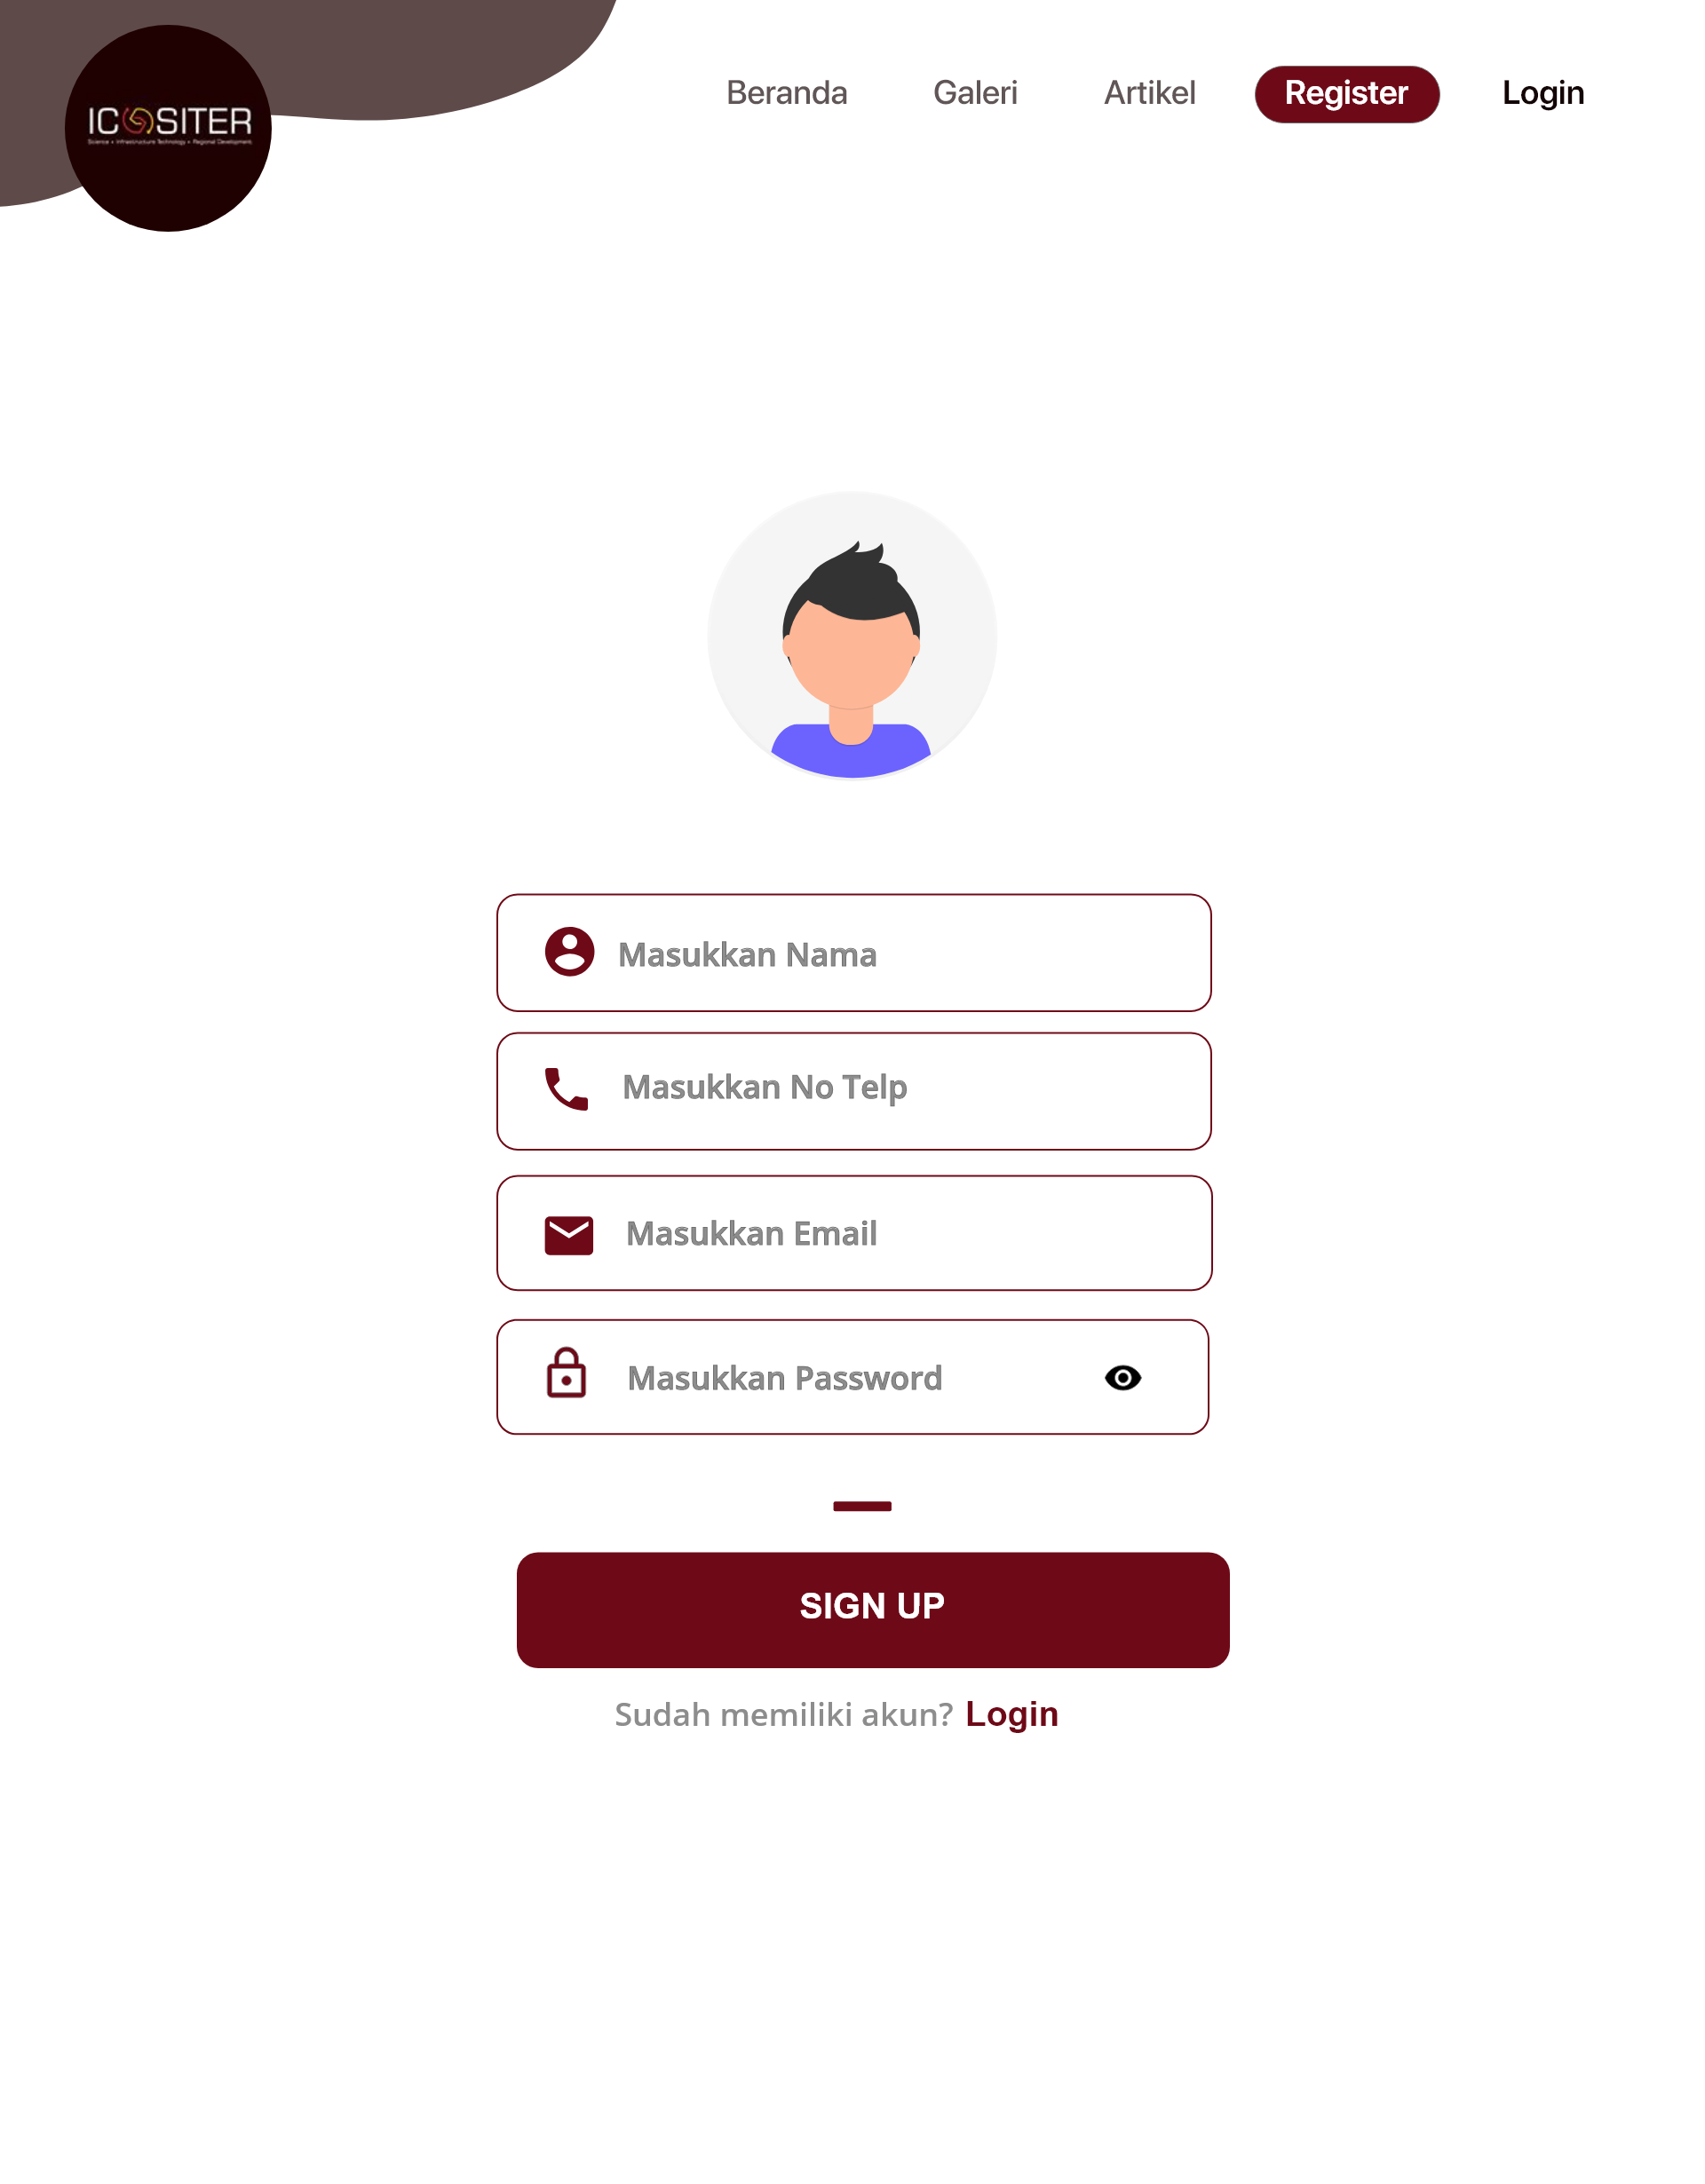 Beranda Galeri Artikel Register Login
ICOSITER
Science • Infrastructure Technology • Regional Development
Masukkan Nama
Masukkan No Telp
Masukkan Email
Masukkan Password
SIGN UP
Sudah memiliki akun? Login